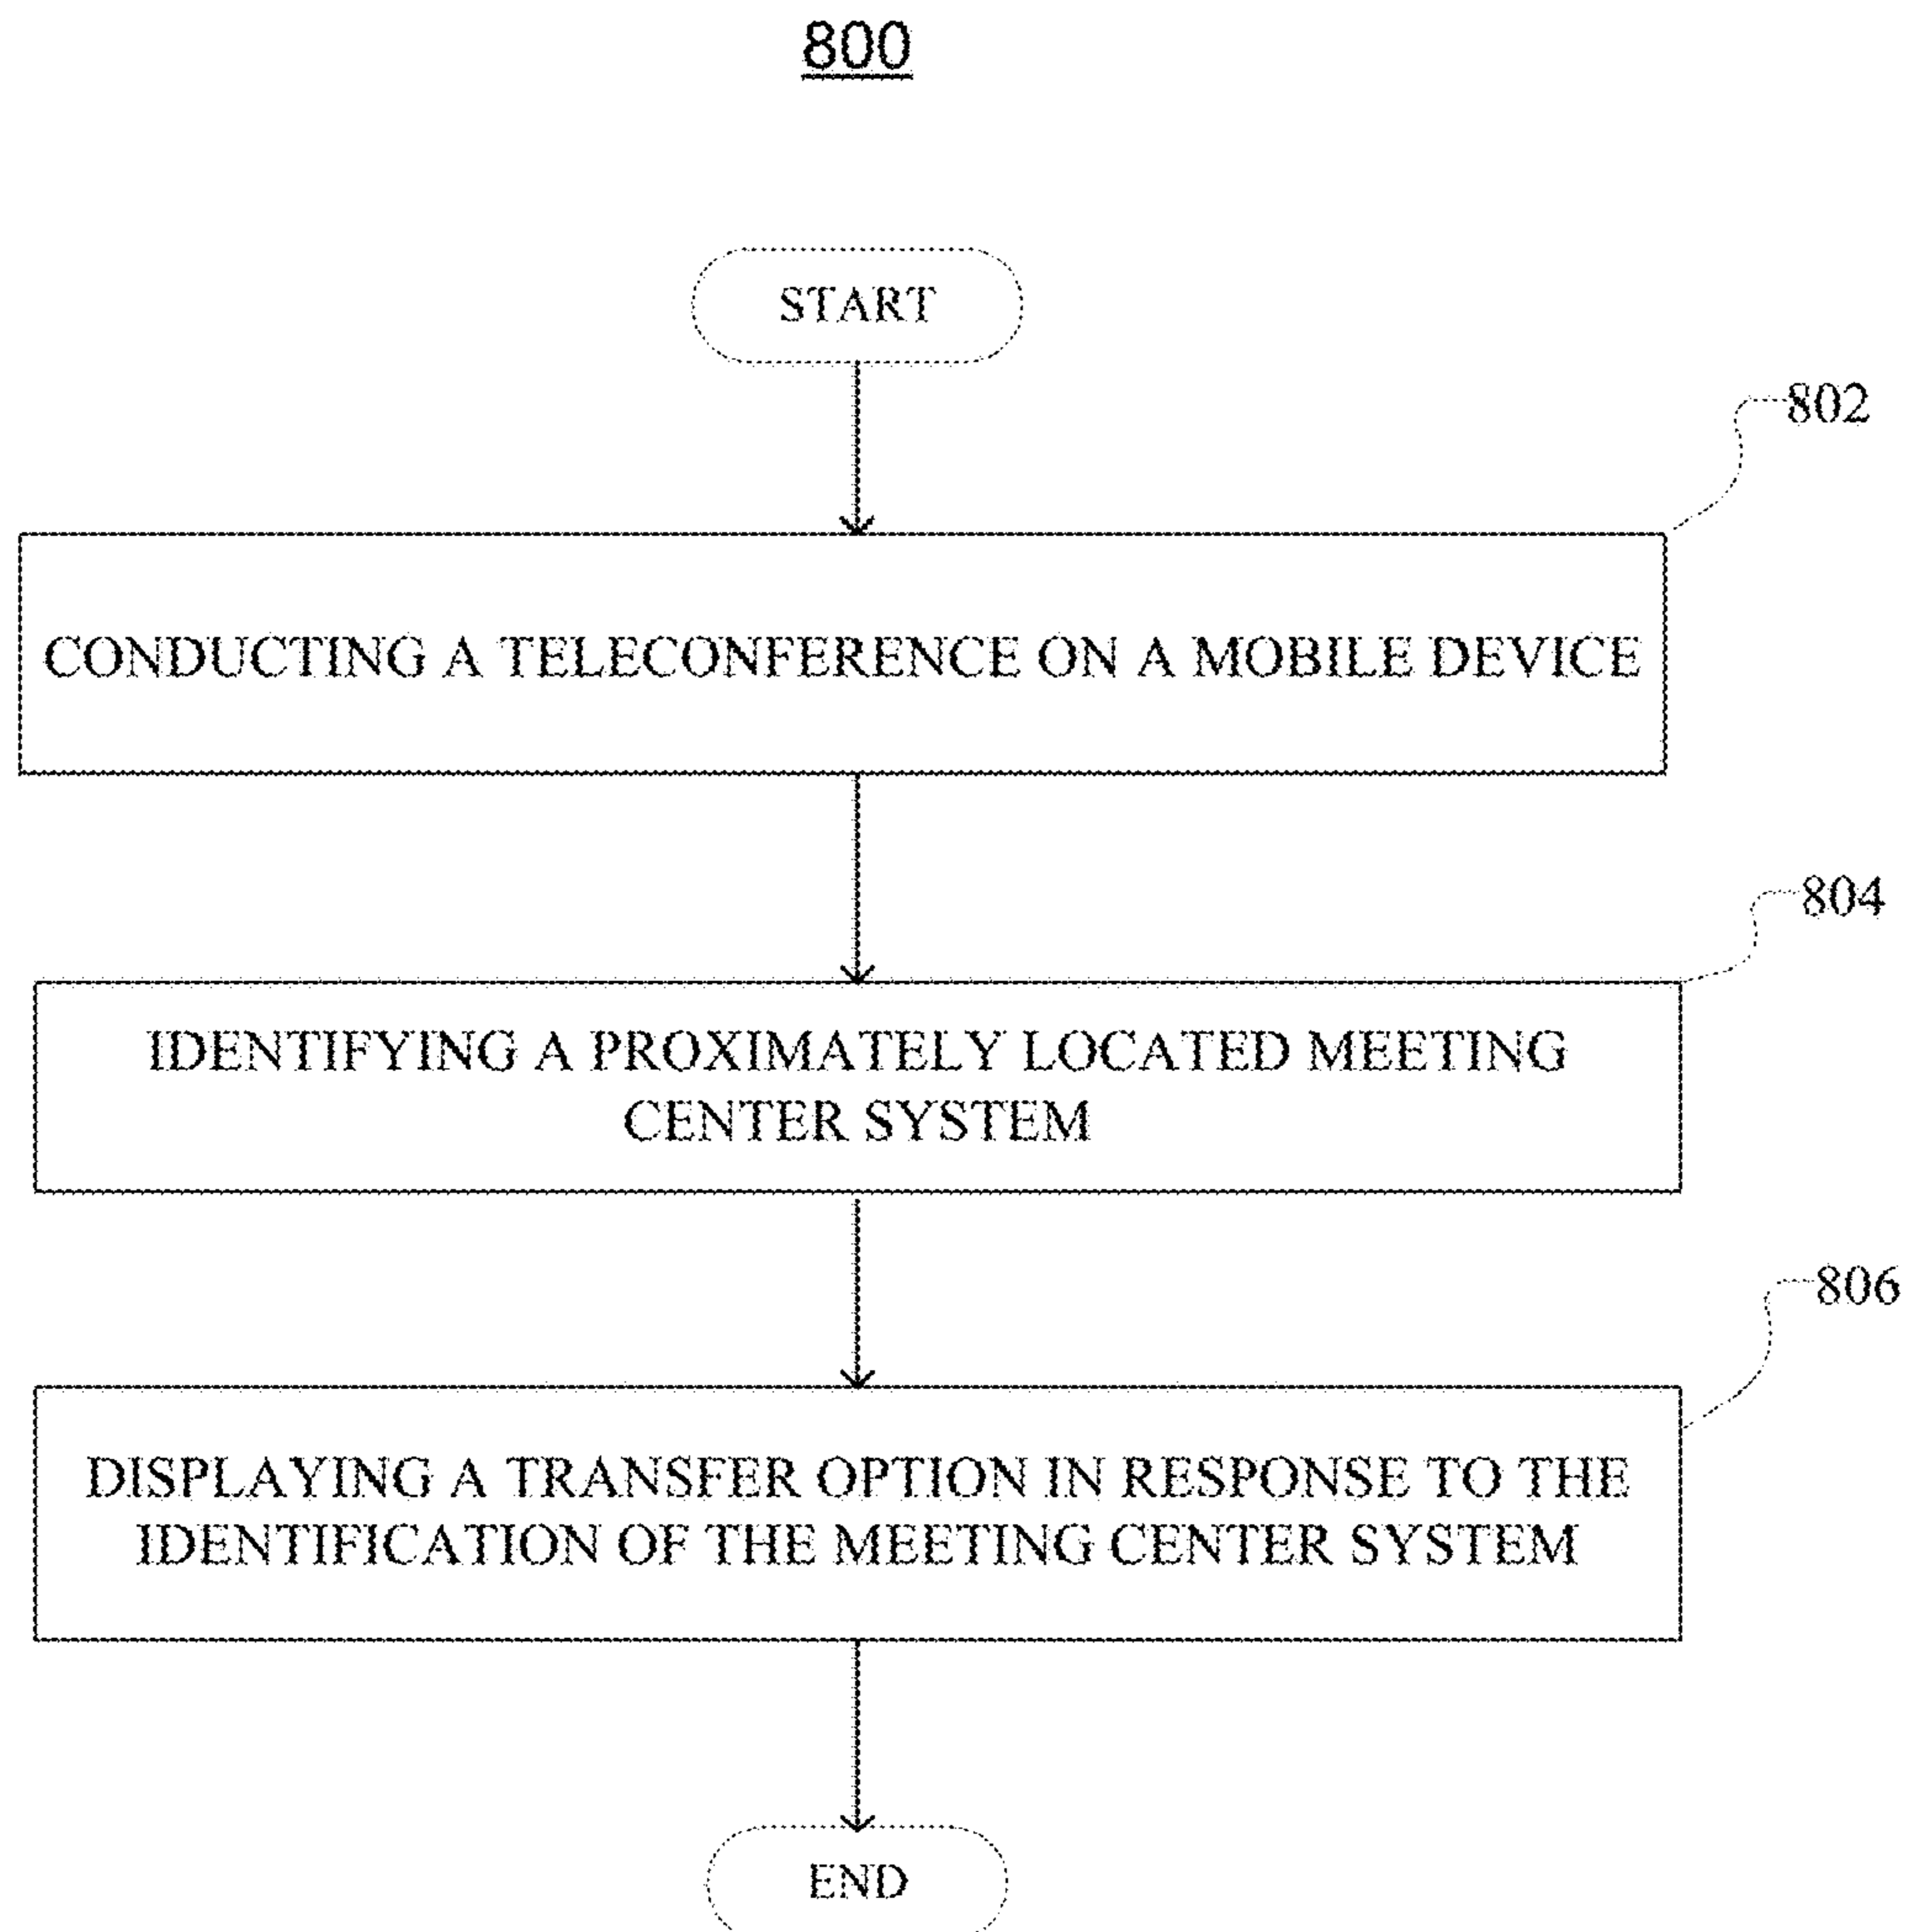 800
START
802
CONDUCTING A TELECONFERENCE ON A MOBILE DEVICE
804
IDENTIFYING A PROXIMATELY LOCATED MEETING
CENTER SYSTEM
806
DISPLAYING A TRANSFER OPTION IN RESPONSE TO THE
IDENTIFICATION OF THE MEETING CENTER SYSTEM
END